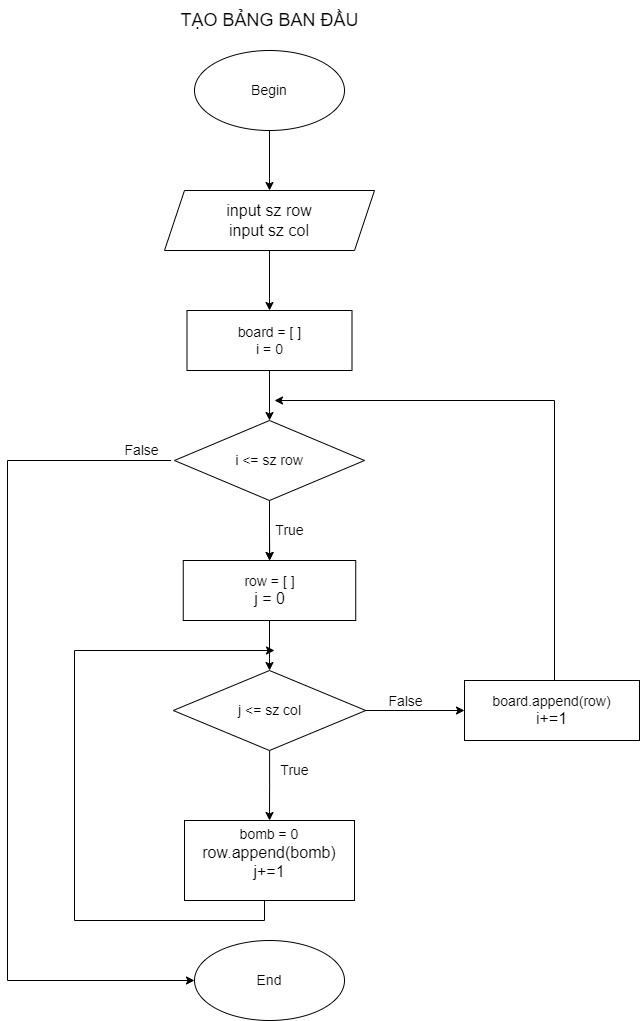 TẠO BẢNG BAN ĐẦU
Begin
input sz row
input sz col
board = [ ]
i = 0
False
i <= sz row
True
row = [ ]
j = 0
j <= sz col
False
board.append(row)
i+=1
True
bomb = 0
row.append(bomb)
j+=1
End